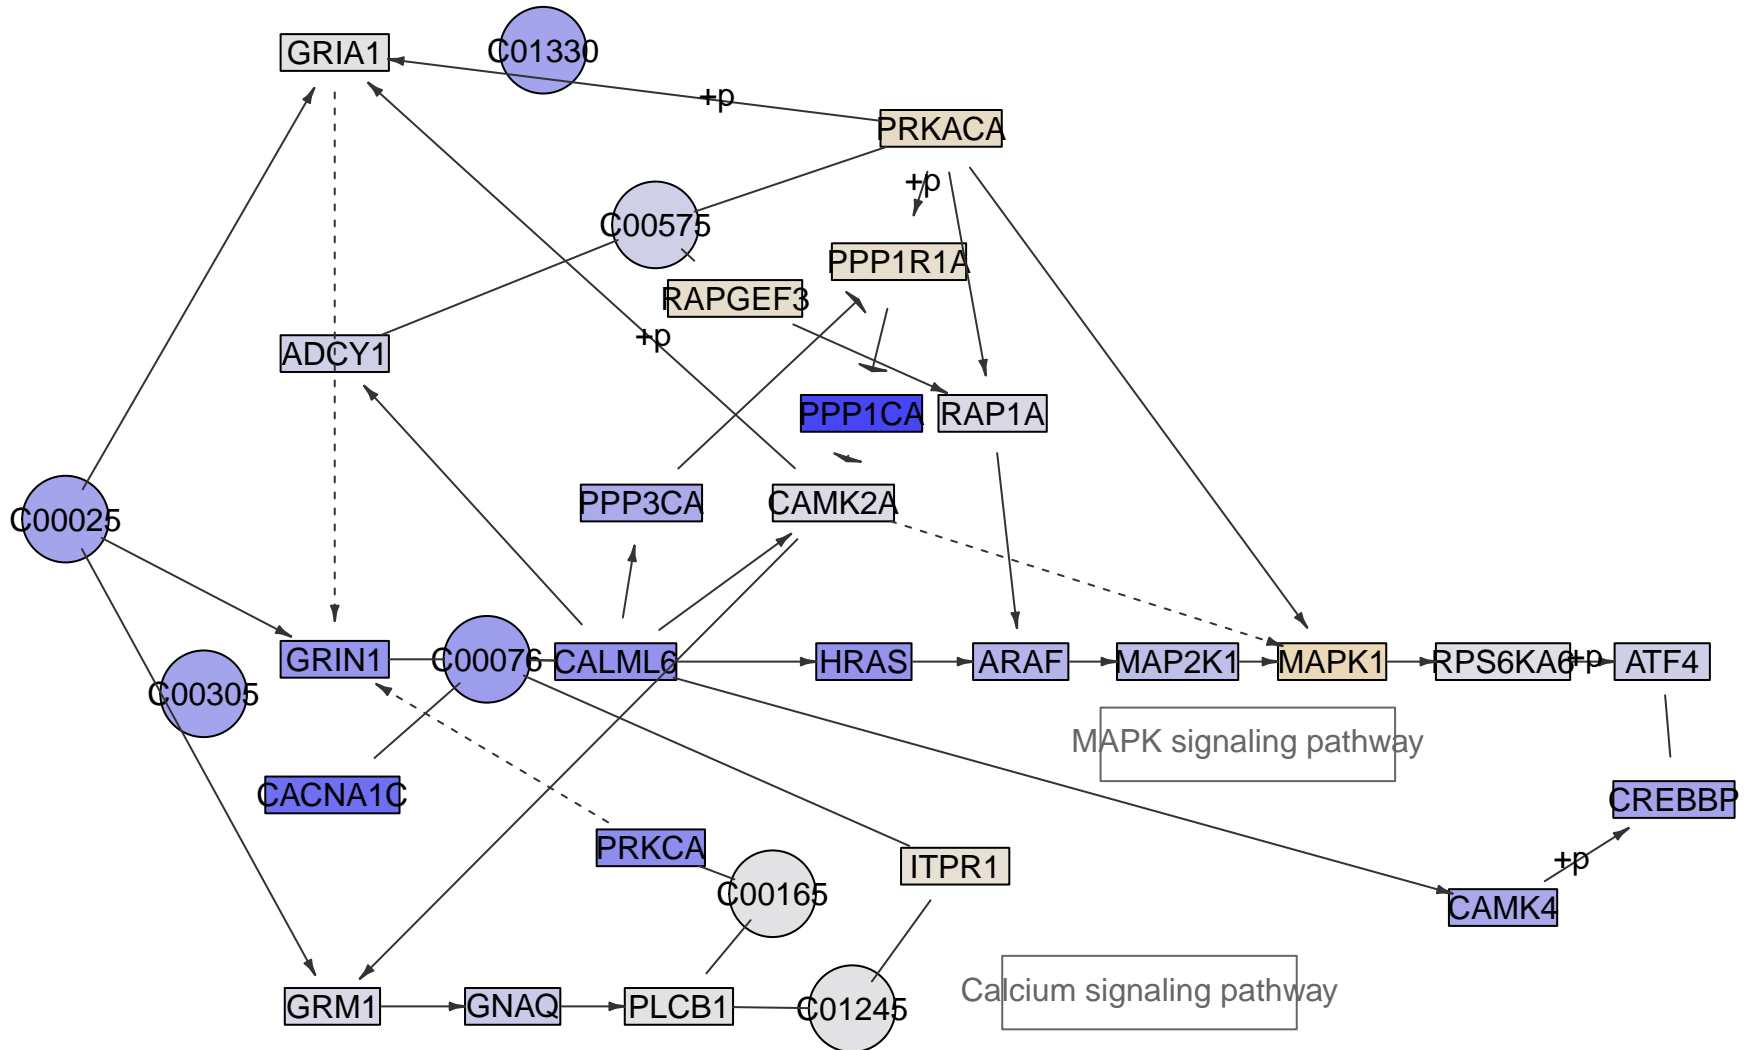 GRIA1
C01330
+p
PRKACA
+p
C00575
PPP1R1A
RAPGEF3
+p
ADCY1
PPP1CA
RAP1A
C00025
PPP3CA
CAMK2A
GRIN1
C00076
CALML6
HRAS
ARAF
MAP2K1
MAPK1
RPS6KA6
+p
ATF4
C00305
MAPK signaling pathway
CACNA1C
CREBBP
PRKCA
ITPR1
+p
C00165
CAMK4
Calcium signaling pathway
GRM1
GNAQ
PLCB1
C01245